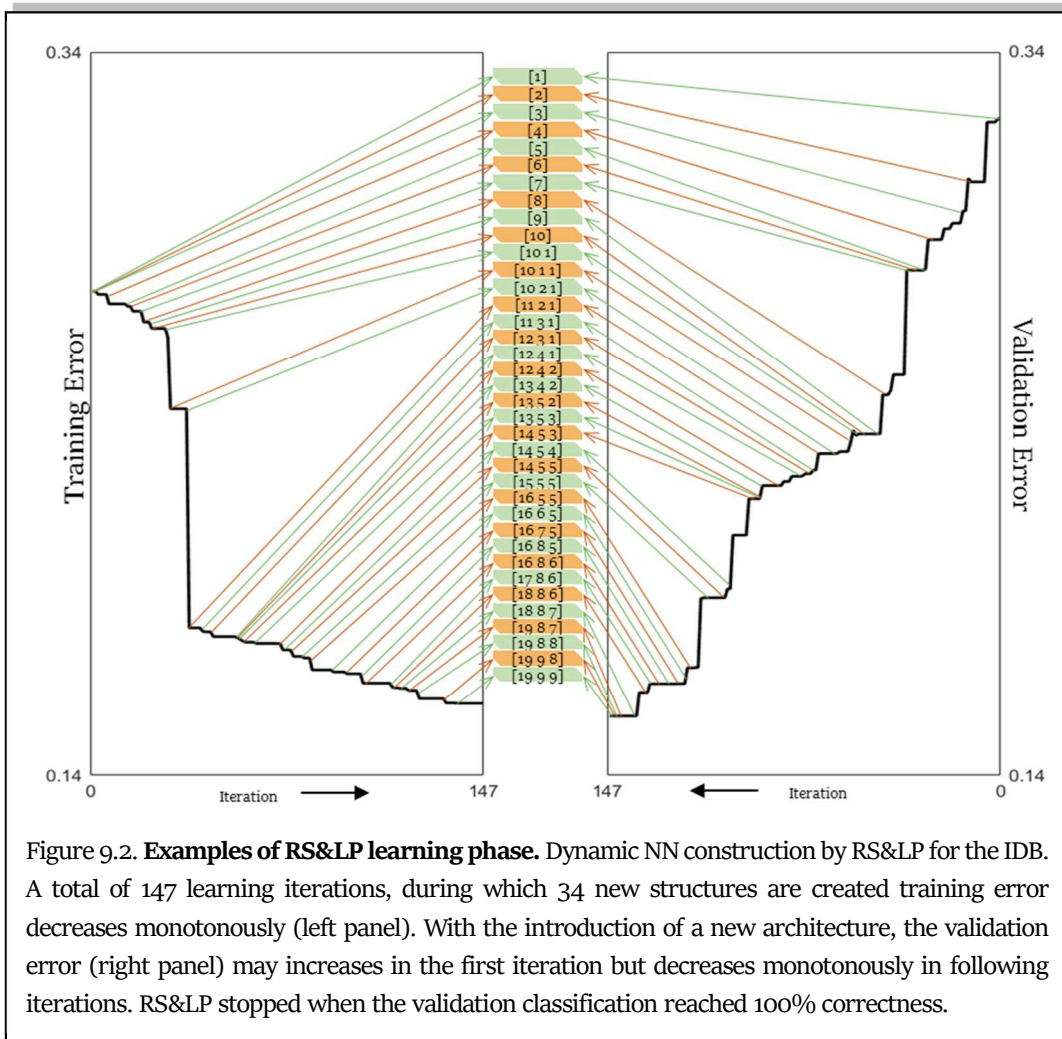 0.34
0.34
[1]
[2]
[3]
[4]
[5]
[6]
[7]
[8]
[9]
[10]
[10 1]
[10 1 1]
[10 2 1]
[11 2 1]
[11 3 1]
[12 3 1]
[12 4 1]
[12 4 2]
[13 4 2]
[13 5 2]
[13 5 3]
[14 5 3]
[14 5 4]
[14 5 5]
[15 5 5]
[16 5 5]
[16 6 5]
[16 7 5]
[16 8 5]
[16 8 6]
[17 8 6]
[18 8 6]
[18 8 7]
[19 8 7]
[19 8 8]
[19 9 8]
[19 9 9]
Training Error
Validation Error
0.14
0.14
0
Iteration
147
147
Iteration
0
Figure 9.2. Examples of RS&LP learning phase. Dynamic NN construction by RS&LP for the IDB.
A total of 147 learning iterations, during which 34 new structures are created training error
decreases monotonously (left panel). With the introduction of a new architecture, the validation
error (right panel) may increases in the first iteration but decreases monotonously in following
iterations. RS&LP stopped when the validation classification reached 100% correctness.